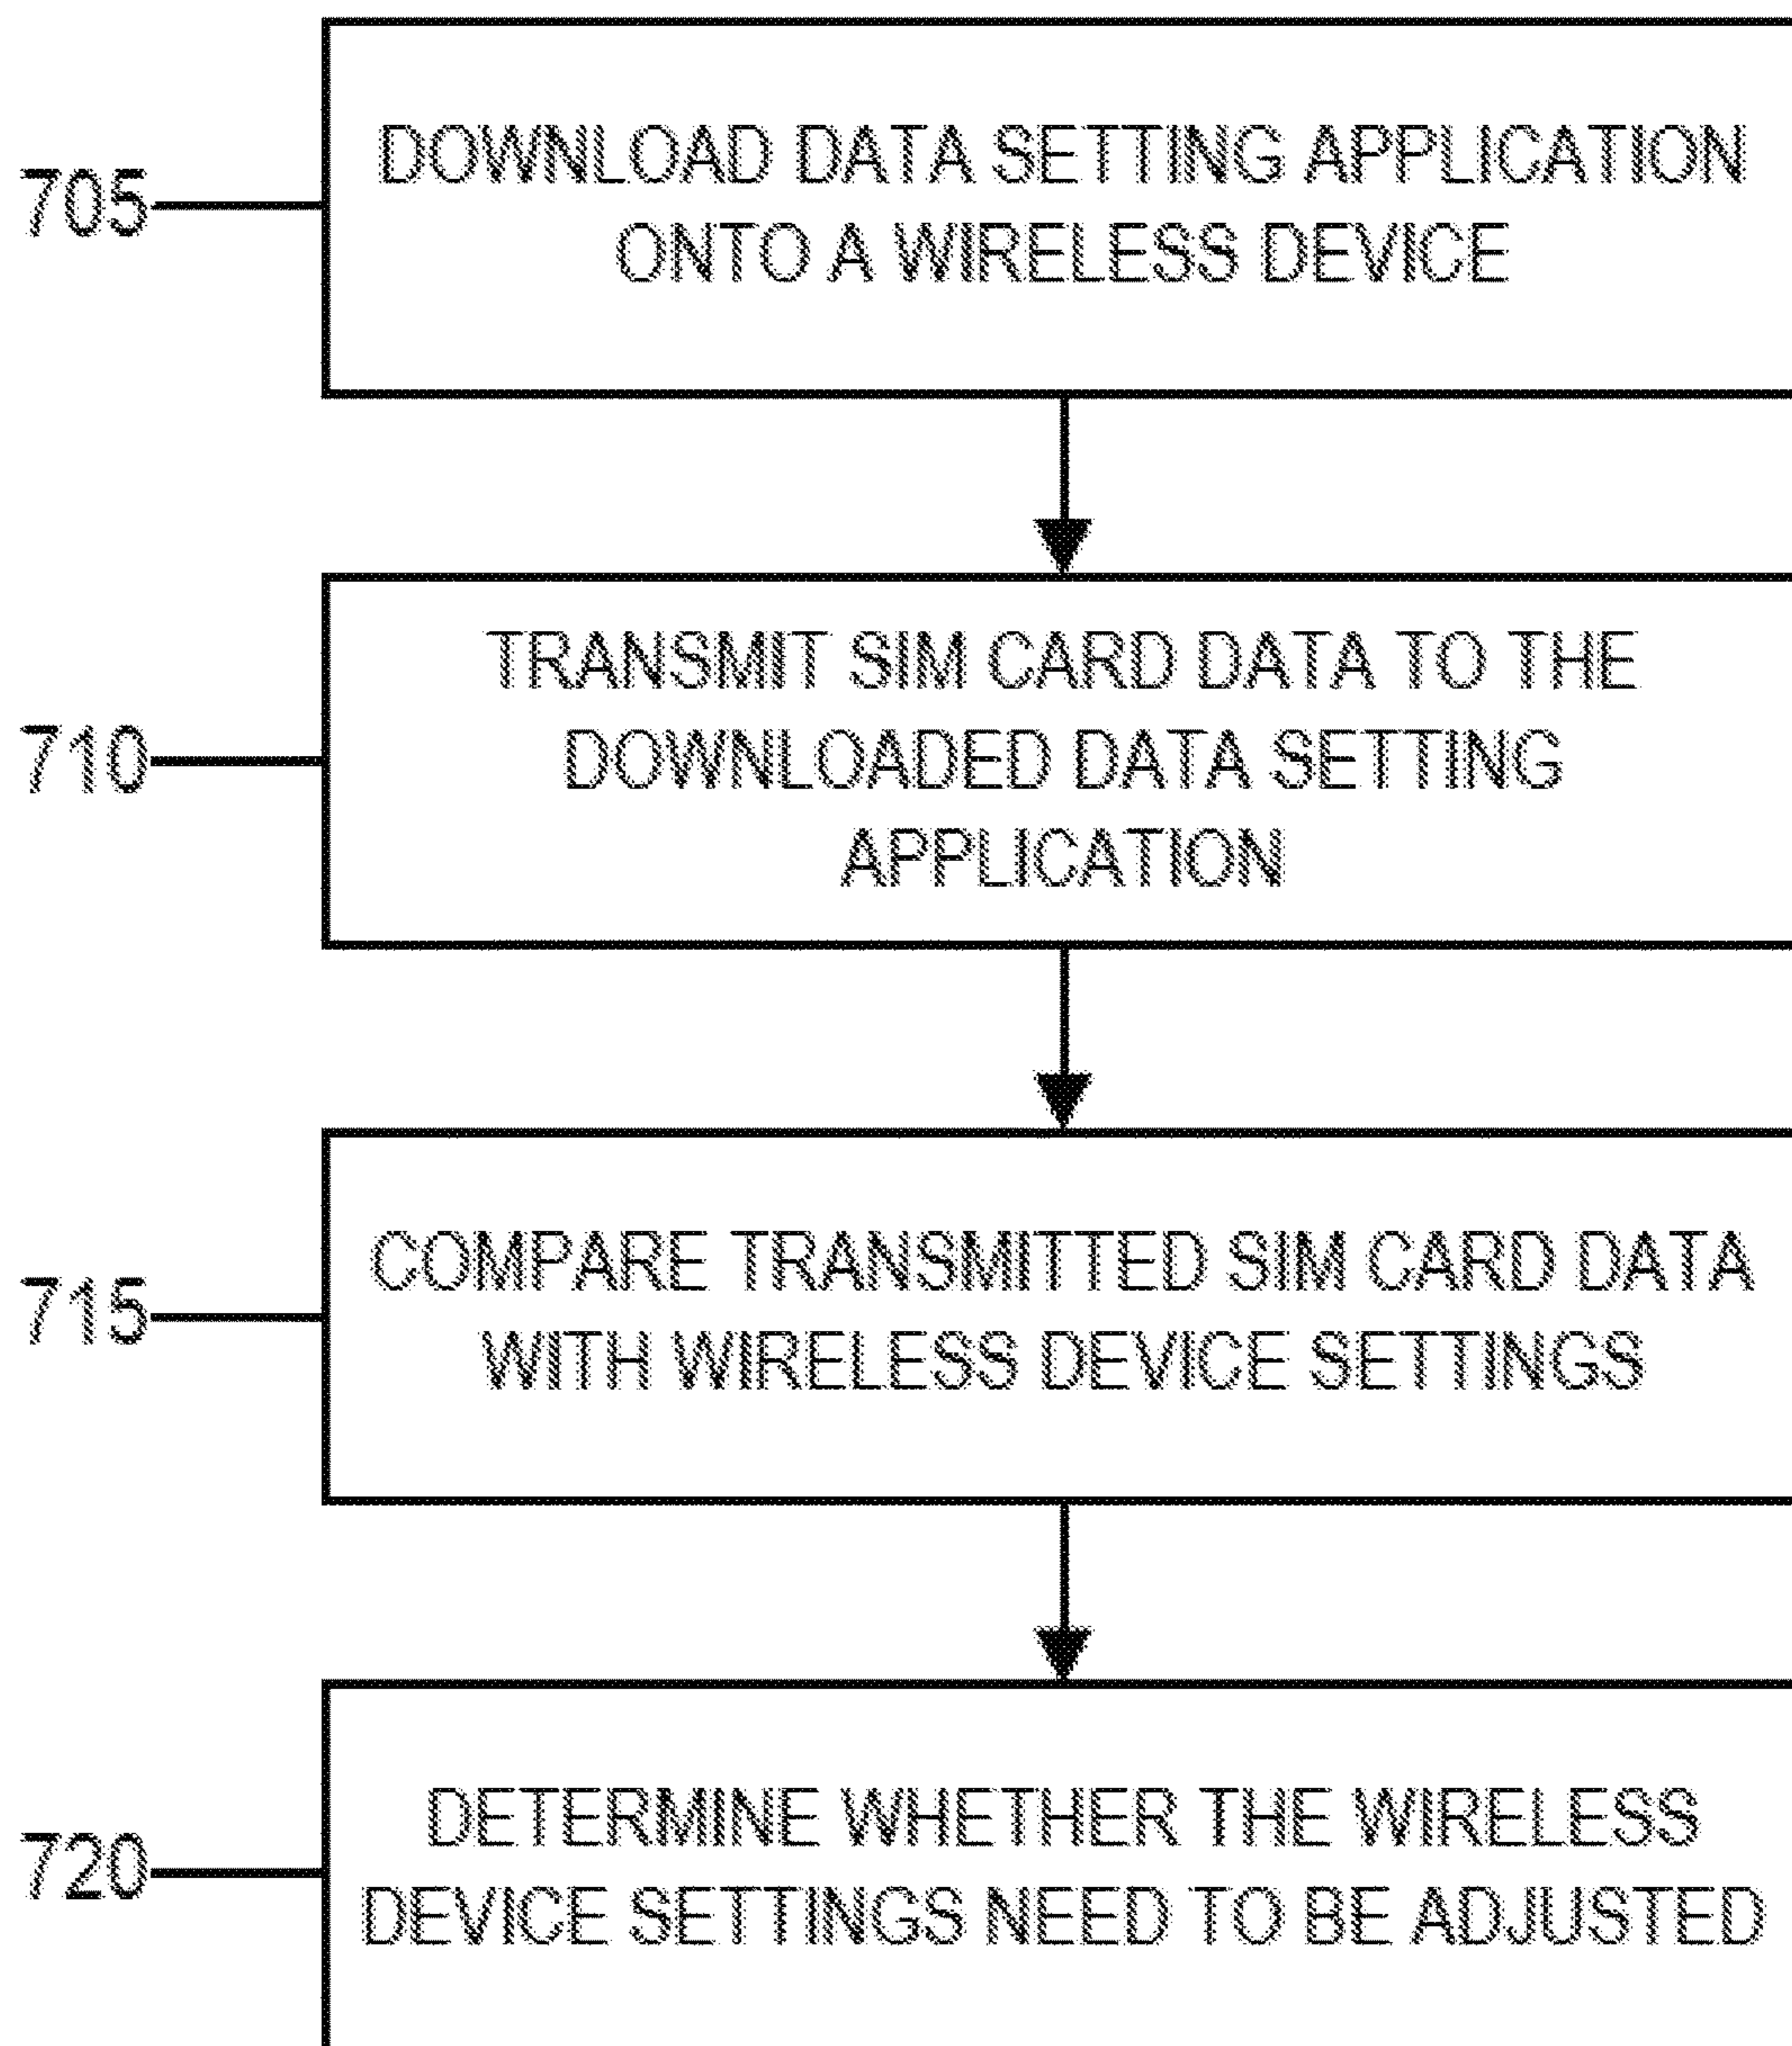 705
DOWNLOAD DATA SETTING APPLICATION
ONTO A WIRELESS DEVICE
710
TRANSMIT SIM CARD DATA TO THE
DOWNLOADED DATA SETTING
APPLICATION
715
COMPARE TRANSMITTED SIM CARD DATA
WITH WIRELESS DEVICE SETTINGS
720
DETERMINE WHETHER THE WIRELESS
DEVICE SETTINGS NEED TO BE ADJUSTED